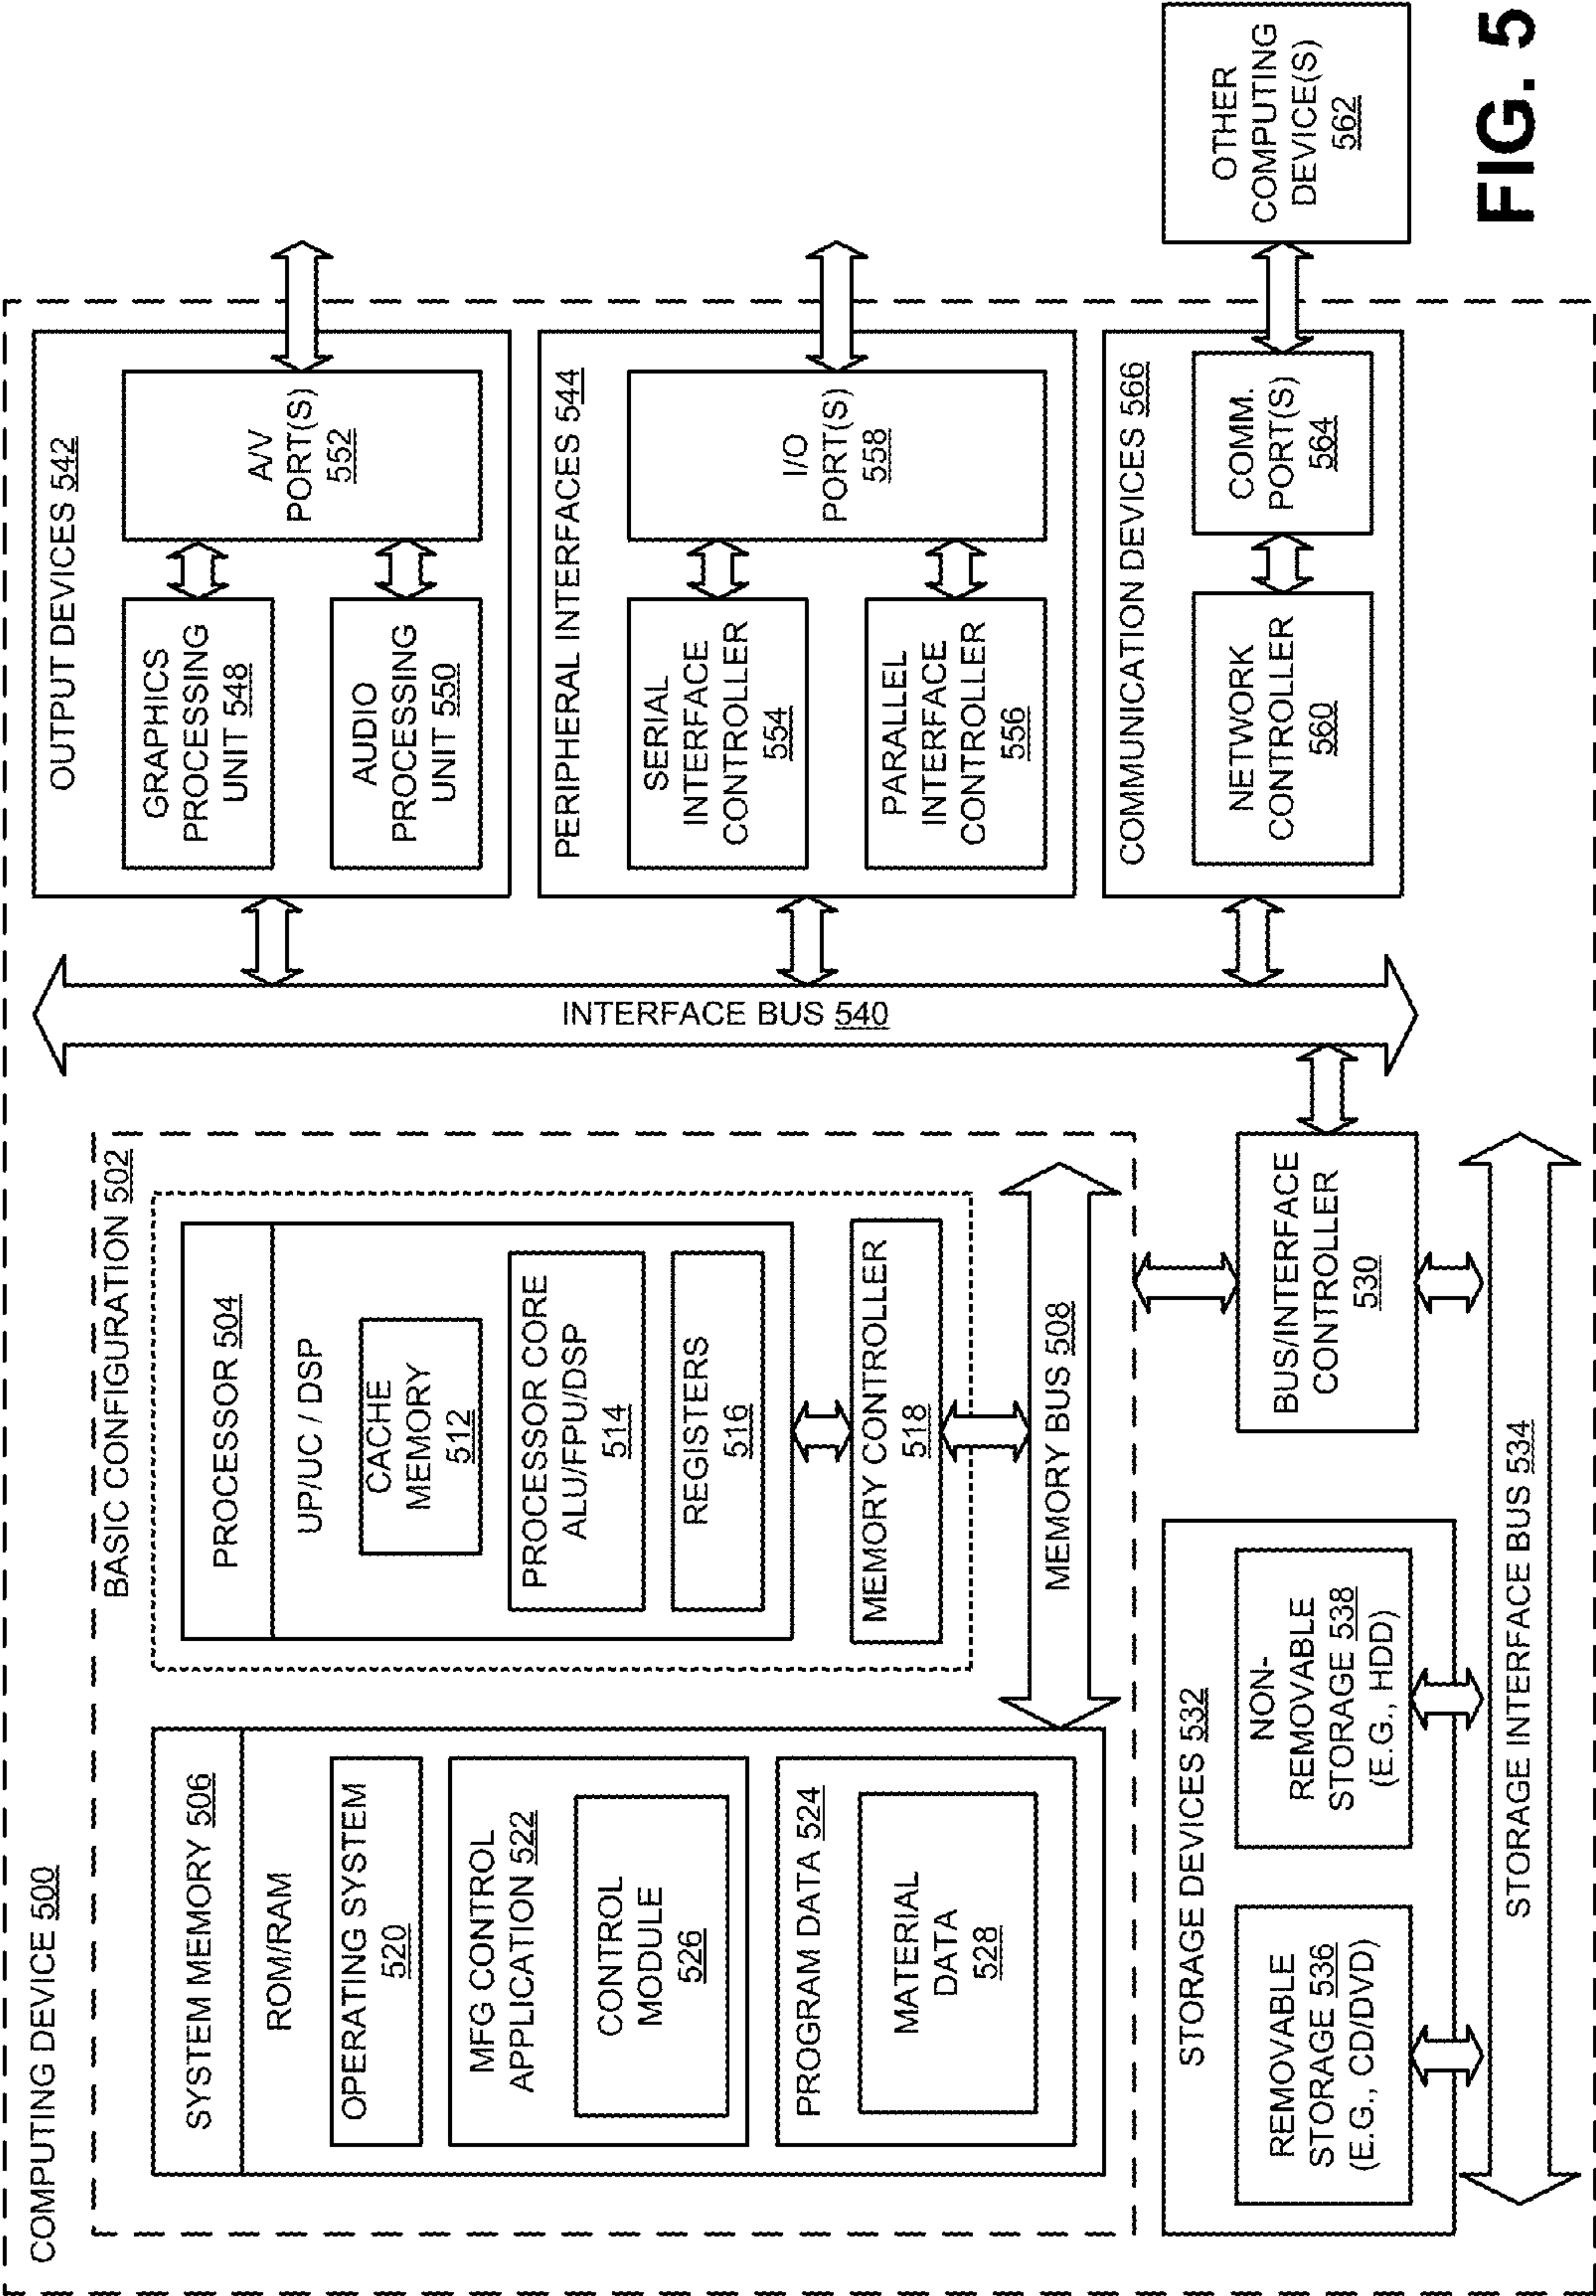 COMPUTING DEVICE 500
BASIC CONFIGURATION 502
SYSTEM MEMORY 506
ROM/RAM
OPERATING SYSTEM
520
MFG CONTROL
APPLICATION 522
CONTROL
MODULE
526
PROGRAM DATA 524
MATERIAL
DATA
528
PROCESSOR 504
UP/UC / DSP
CACHE
MEMORY
512
PROCESSOR CORE
ALU/FPU/DSP
514
REGISTERS
516
MEMORY CONTROLLER
518
MEMORY BUS 508
STORAGE DEVICES 532
REMOVABLE
STORAGE 536
(E.G., CD/DVD)
NON-
REMOVABLE
STORAGE 538
(E.G., HDD)
STORAGE INTERFACE BUS 534
BUS/INTERFACE
CONTROLLER
530
INTERFACE BUS 540
OUTPUT DEVICES 542
GRAPHICS
PROCESSING
UNIT 548
AUDIO
PROCESSING
UNIT 550
A/V
PORT(S)
552
PERIPHERAL INTERFACES 544
SERIAL
INTERFACE
CONTROLLER
554
PARALLEL
INTERFACE
CONTROLLER
556
I/O
PORT(S)
558
COMMUNICATION DEVICES 566
NETWORK
CONTROLLER
560
COMM.
PORT(S)
564
OTHER
COMPUTING
DEVICE(S)
562
FIG. 5